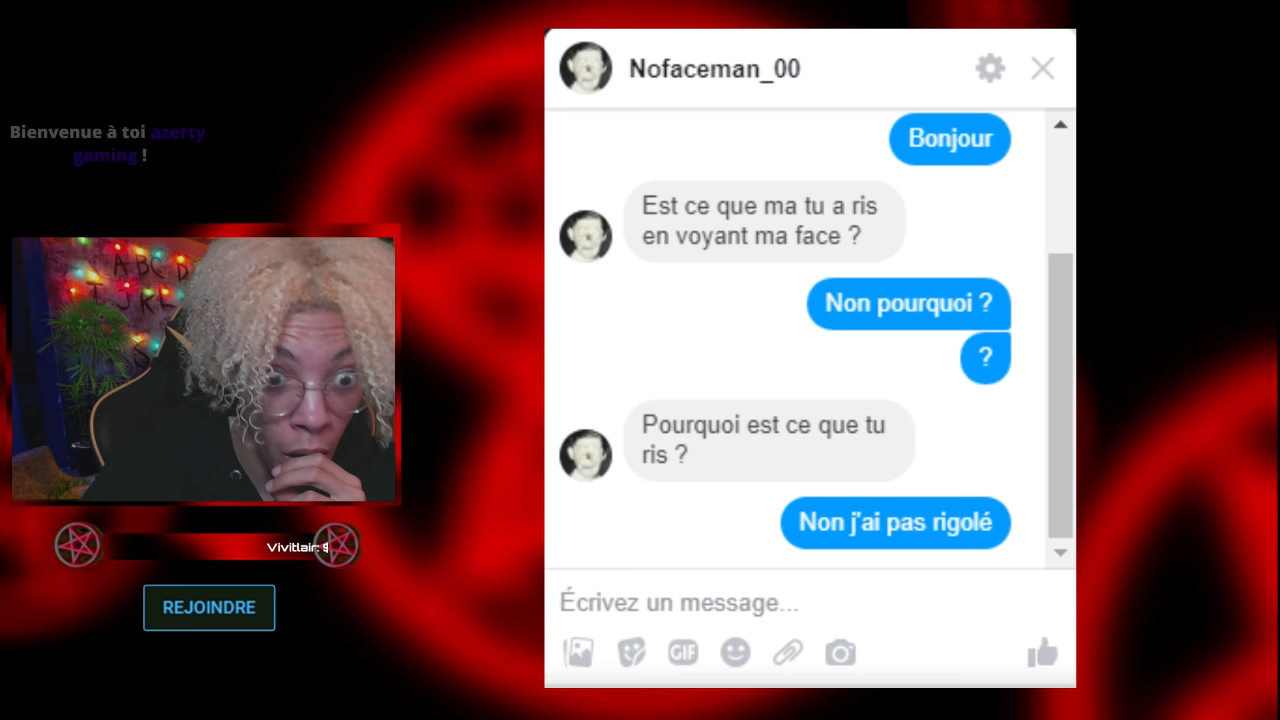 Bienvenue à toi azerty
gaming !
A B C D
I J K L
S
Vivitlair:
REJOINDRE
Nofaceman_00
Bonjour
Est ce que ma tu a ris
en voyant ma face ?
Non pourquoi ?
?
Pourquoi est ce que tu
ris ?
Non j'ai pas rigolé
Écrivez un message...
GIF